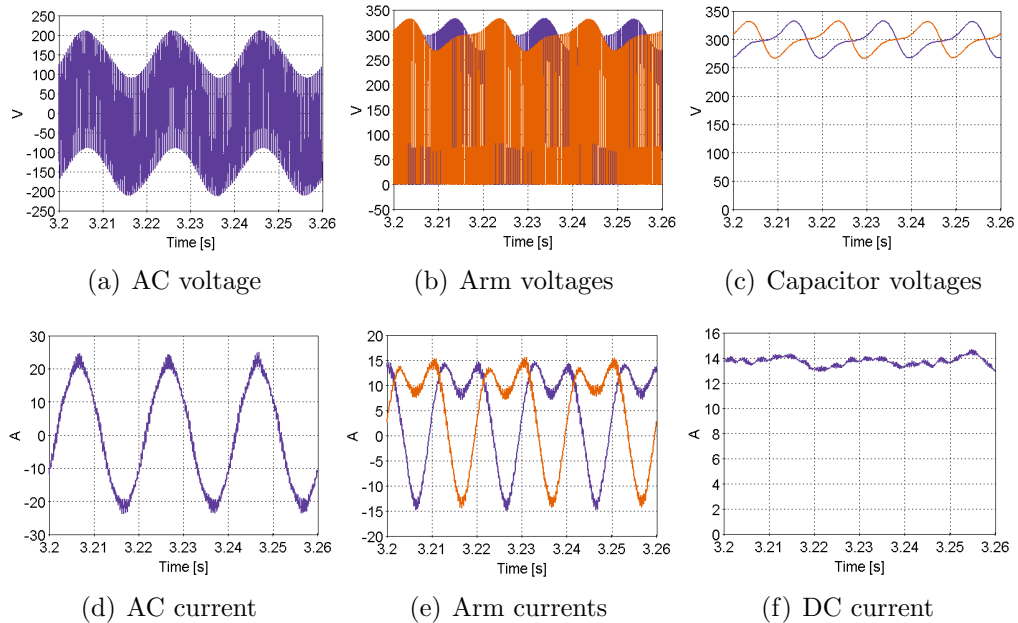 250
200
150
100
50
0
-50
-100
-150
-200
-250
V
3.2 3.21 3.22 3.23 3.24 3.25 3.26
Time [s]
(a) AC voltage
350
300
250
200
150
100
50
0
-50
V
3.2 3.21 3.22 3.23 3.24 3.25 3.26
Time [s]
(b) Arm voltages
350
300
250
300
150
100
50
0
V
3.2 3.21 3.22 3.23 3.24 3.25 3.26
Time [s]
(c) Capacitor voltages
30
20
10
0
-10
-20
-30
A
3.2 3.21 3.22 3.23 3.24 3.25 3.26
Time [s]
(d) AC current
20
15
10
5
0
-5
-10
-15
-20
A
3.2 3.21 3.22 3.23 3.24 3.25 3.26
Time [s]
(e) Arm currents
16
14
12
10
8
6
4
2
0
A
3.2 3.21 3.22 3.23 3.24 3.25 3.26
Time [s]
(f) DC current